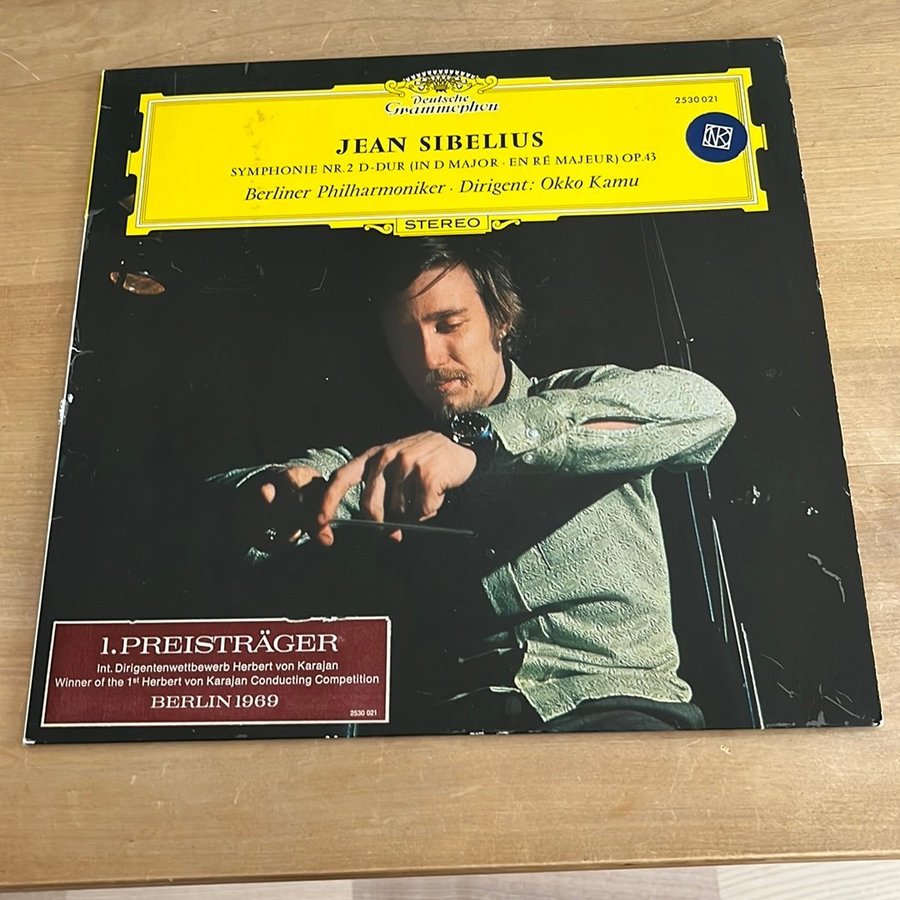 Deutsche
Grammophon
2530 021
JEAN SIBELIUS
SYMPHONIE NR. 2 D-DUR (IN D MAJOR · EN RÉ MAJEUR) OP. 43
Berliner Philharmoniker · Dirigent: Okko Kamu
STEREO
1. PREISTRÄGER
Int. Dirigentenwettbewerb Herbert von Karajan
Winner of the 1st Herbert von Karajan Conducting Competition
BERLIN 1969
2530 021